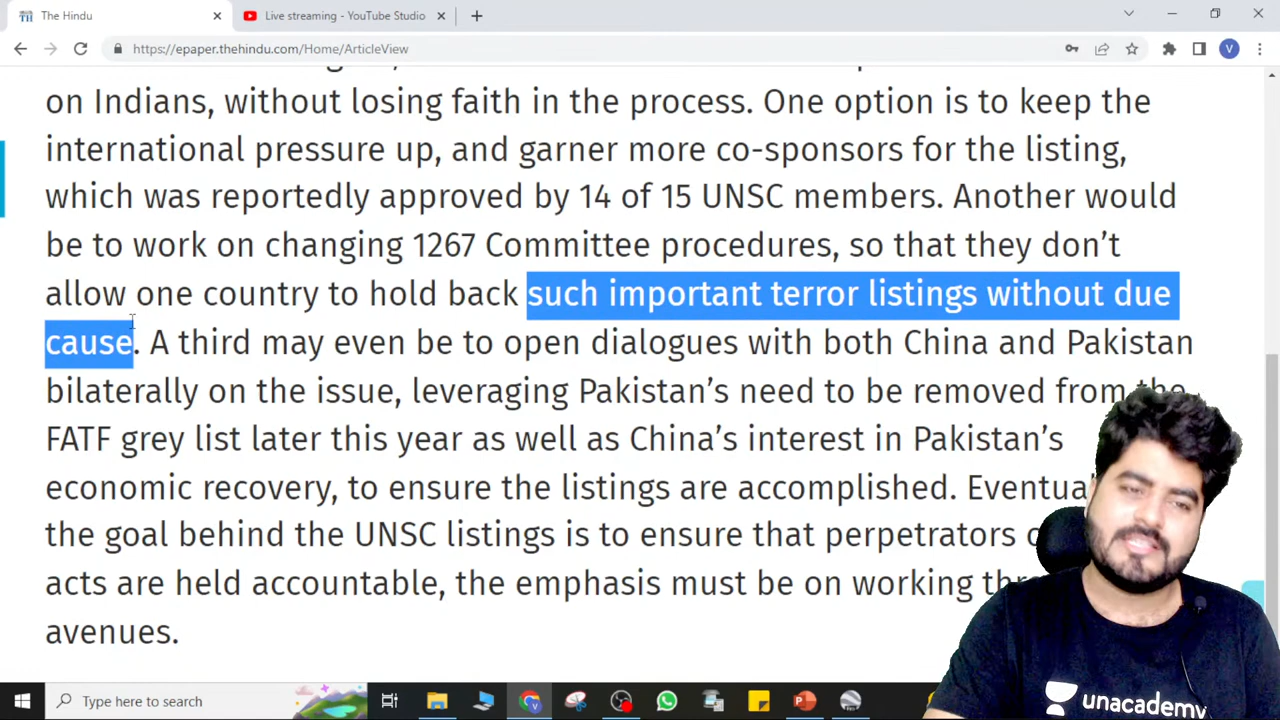 The Hindu
Live streaming - YouTube Studio
https://epaper.thehindu.com/Home/ArticleView
V
on Indians, without losing faith in the process. One option is to keep the
international pressure up, and garner more co-sponsors for the listing,
which was reportedly approved by 14 of 15 UNSC members. Another would
be to work on changing 1267 Committee procedures, so that they don't
allow one country to hold back such important terror listings without due
cause. A third may even be to open dialogues with both China and Pakistan
bilaterally on the issue, leveraging Pakistan's need to be removed from the
FATF grey list later this year as well as China's interest in Pakistan's
economic recovery, to ensure the listings are accomplished.
the goal behind the UNSC listings is to ensure that perpetrators
acts are held accountable, the emphasis must be on working
avenues.
unacademy
Type here to search